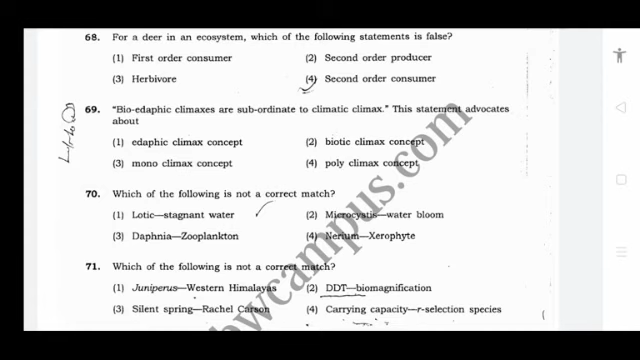 68. For a deer in an ecosystem, which of the following statements is false?
(1) First order consumer (2) Second order producer
(3) Herbivore (4) Second order consumer
69. "Bio-edaphic climaxes are sub-ordinate to climatic climax." This statement advocates
about
(1) edaphic climax concept (2) biotic climax concept
(3) mono climax concept (4) poly climax concept
70. Which of the following is not a correct match?
(1) Lotic—stagnant water (2) Microcystis—water bloom
(3) Daphnia—Zooplankton (4) Nerium—Xerophyte
71. Which of the following is not a correct match?
(1) Juniperus—Western Himalayas (2) DDT—biomagnification
(3) Silent spring—Rachel Carson (4) Carrying capacity—r-selection species
wcampus.com